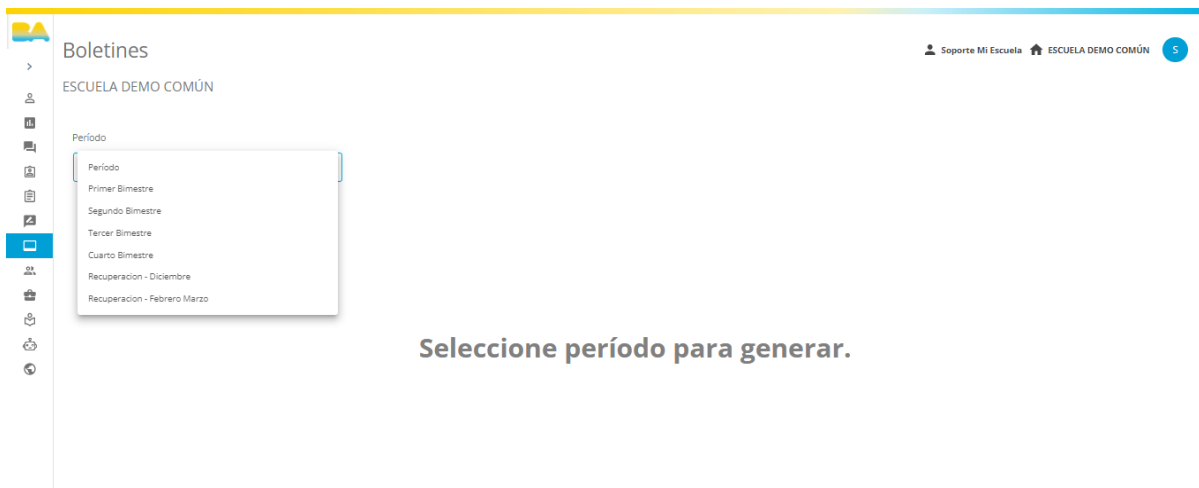 BA
Boletines
Soporte Mi Escuela ESCUELA DEMO COMÚN S
ESCUELA DEMO COMÚN
Período
Período
Primer Bimestre
Segundo Bimestre
Tercer Bimestre
Cuarto Bimestre
Recuperacion - Diciembre
Recuperacion - Febrero Marzo
Seleccione período para generar.